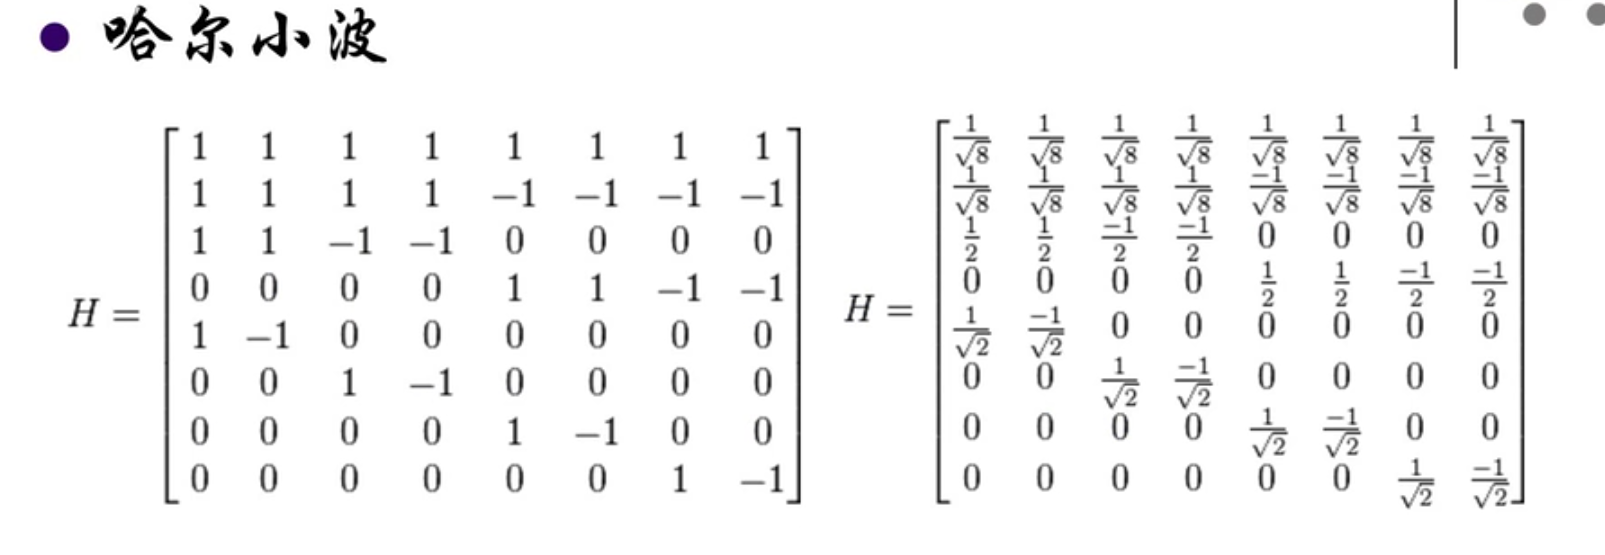 ● 哈尔小波
H = \begin{bmatrix} 1 & 1 & 1 & 1 & 1 & 1 & 1 & 1 \\ 1 & 1 & 1 & 1 & -1 & -1 & -1 & -1 \\ 1 & 1 & -1 & -1 & 0 & 0 & 0 & 0 \\ 0 & 0 & 0 & 0 & 1 & 1 & -1 & -1 \\ 1 & -1 & 0 & 0 & 0 & 0 & 0 & 0 \\ 0 & 0 & 1 & -1 & 0 & 0 & 0 & 0 \\ 0 & 0 & 0 & 0 & 1 & -1 & 0 & 0 \\ 0 & 0 & 0 & 0 & 0 & 0 & 1 & -1 \end{bmatrix}
H = \begin{bmatrix} \frac{1}{\sqrt{8}} & \frac{1}{\sqrt{8}} & \frac{1}{\sqrt{8}} & \frac{1}{\sqrt{8}} & \frac{1}{\sqrt{8}} & \frac{1}{\sqrt{8}} & \frac{1}{\sqrt{8}} & \frac{1}{\sqrt{8}} \\ \frac{1}{\sqrt{8}} & \frac{1}{\sqrt{8}} & \frac{1}{\sqrt{8}} & \frac{1}{\sqrt{8}} & \frac{-1}{\sqrt{8}} & \frac{-1}{\sqrt{8}} & \frac{-1}{\sqrt{8}} & \frac{-1}{\sqrt{8}} \\ \frac{1}{2} & \frac{1}{2} & \frac{-1}{2} & \frac{-1}{2} & 0 & 0 & 0 & 0 \\ 0 & 0 & 0 & 0 & \frac{1}{2} & \frac{1}{2} & \frac{-1}{2} & \frac{-1}{2} \\ \frac{1}{\sqrt{2}} & \frac{-1}{\sqrt{2}} & 0 & 0 & 0 & 0 & 0 & 0 \\ 0 & 0 & \frac{1}{\sqrt{2}} & \frac{-1}{\sqrt{2}} & 0 & 0 & 0 & 0 \\ 0 & 0 & 0 & 0 & \frac{1}{\sqrt{2}} & \frac{-1}{\sqrt{2}} & 0 & 0 \\ 0 & 0 & 0 & 0 & 0 & 0 & \frac{1}{\sqrt{2}} & \frac{-1}{\sqrt{2}} \end{bmatrix}